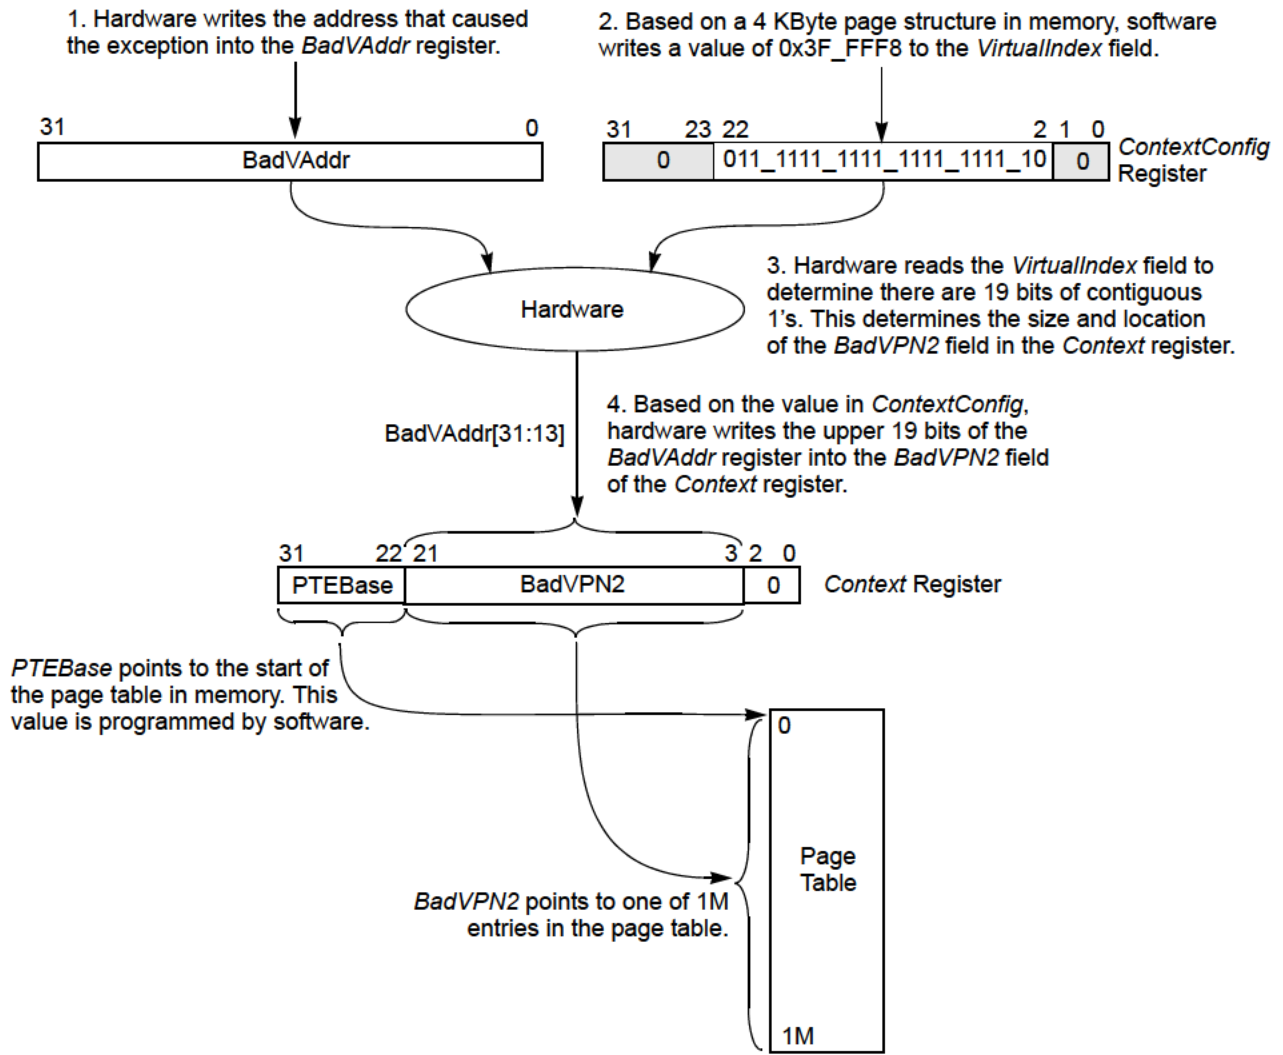 1. Hardware writes the address that caused
the exception into the BadVAddr register.
2. Based on a 4 KByte page structure in memory, software
writes a value of 0x3F_FFF8 to the VirtualIndex field.
31 0
BadVAddr
31 23 22 2 1 0
0 011_1111_1111_1111_1111_10 0
ContextConfig
Register
Hardware
3. Hardware reads the VirtualIndex field to
determine there are 19 bits of contiguous
1's. This determines the size and location
of the BadVPN2 field in the Context register.
BadVAddr[31:13]
4. Based on the value in ContextConfig,
hardware writes the upper 19 bits of the
BadVAddr register into the BadVPN2 field
of the Context register.
31 22 21 3 2 0
PTEBase BadVPN2 0 Context Register
PTEBase points to the start of
the page table in memory. This
value is programmed by software.
0
Page
Table
BadVPN2 points to one of 1M
entries in the page table.
1M